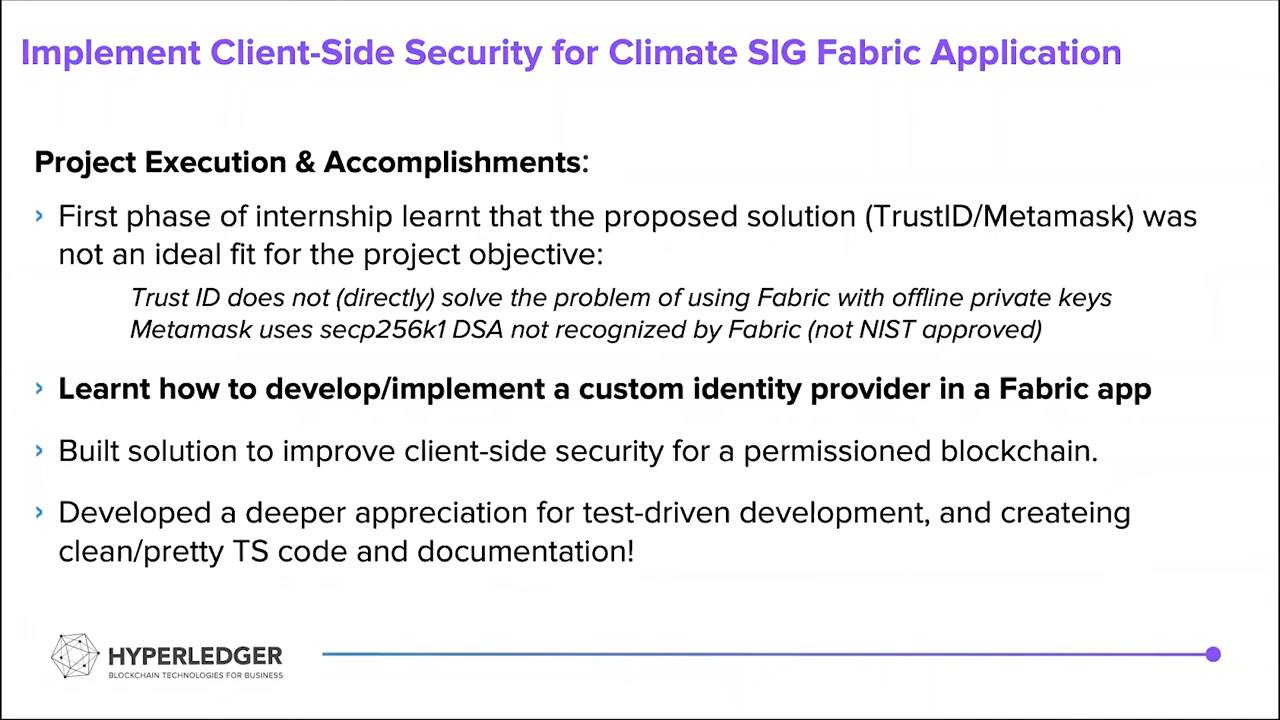 Implement Client-Side Security for Climate SIG Fabric Application
Project Execution & Accomplishments:
› First phase of internship learnt that the proposed solution (TrustID/Metamask) was
not an ideal fit for the project objective:
Trust ID does not (directly) solve the problem of using Fabric with offline private keys
Metamask uses secp256k1 DSA not recognized by Fabric (not NIST approved)
› Learnt how to develop/implement a custom identity provider in a Fabric app
› Built solution to improve client-side security for a permissioned blockchain.
› Developed a deeper appreciation for test-driven development, and createing
clean/pretty TS code and documentation!
HYPERLEDGER
BLOCKCHAIN TECHNOLOGIES FOR BUSINESS